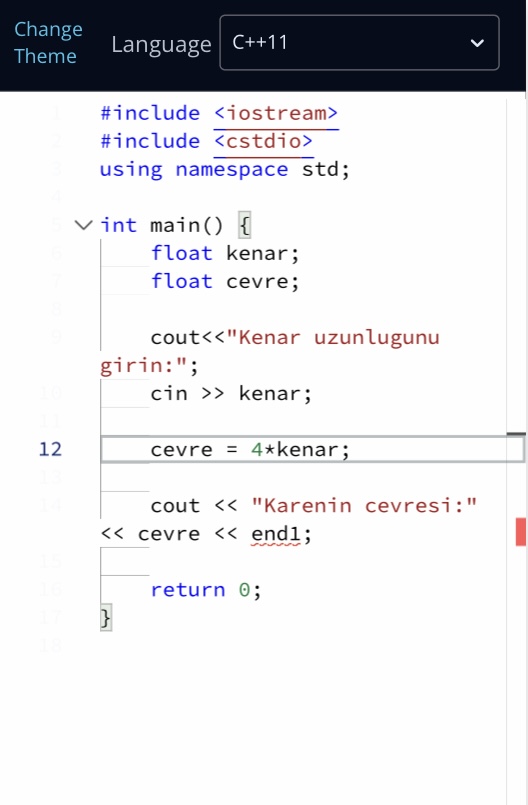 Change
Theme
Language
C++11
1 #include <iostream>
2 #include <cstdio>
3 using namespace std;
4
5 int main() {
6 float kenar;
7 float cevre;
8
9 cout<<"Kenar uzunlugunu
girin:";
10 cin >> kenar;
11
12 cevre = 4*kenar;
13
14 cout << "Karenin cevresi:"
<< cevre << end1;
15
16 return 0;
17 }
18